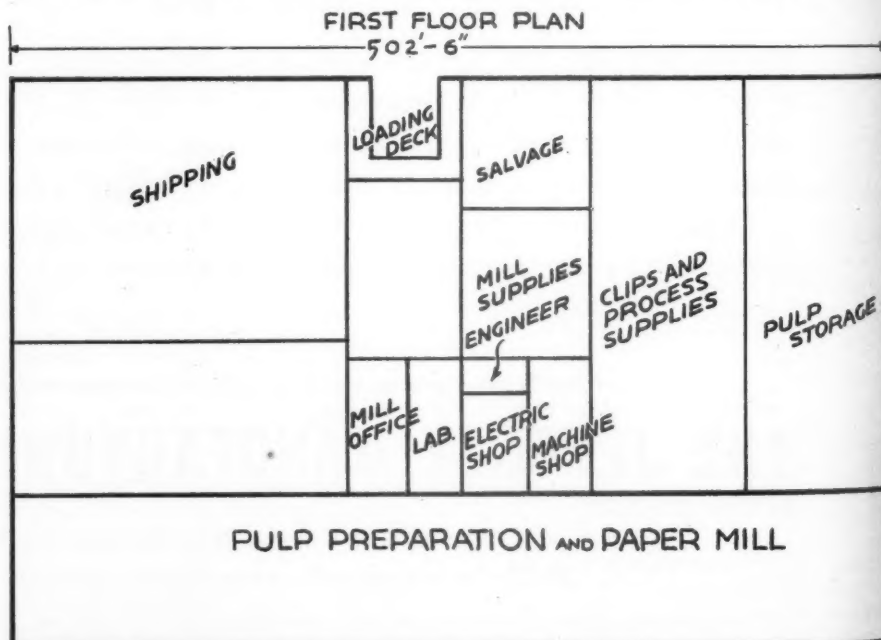 FIRST FLOOR PLAN
502'-6"
LOADING
DECK
SHIPPING
SALVAGE
MILL
SUPPLIES
ENGINEER
CLIPS AND
PROCESS
SUPPLIES
PULP
STORAGE
MILL
OFFICE
LAB.
ELECTRIC
SHOP
MACHINE
SHOP
PULP PREPARATION AND PAPER MILL